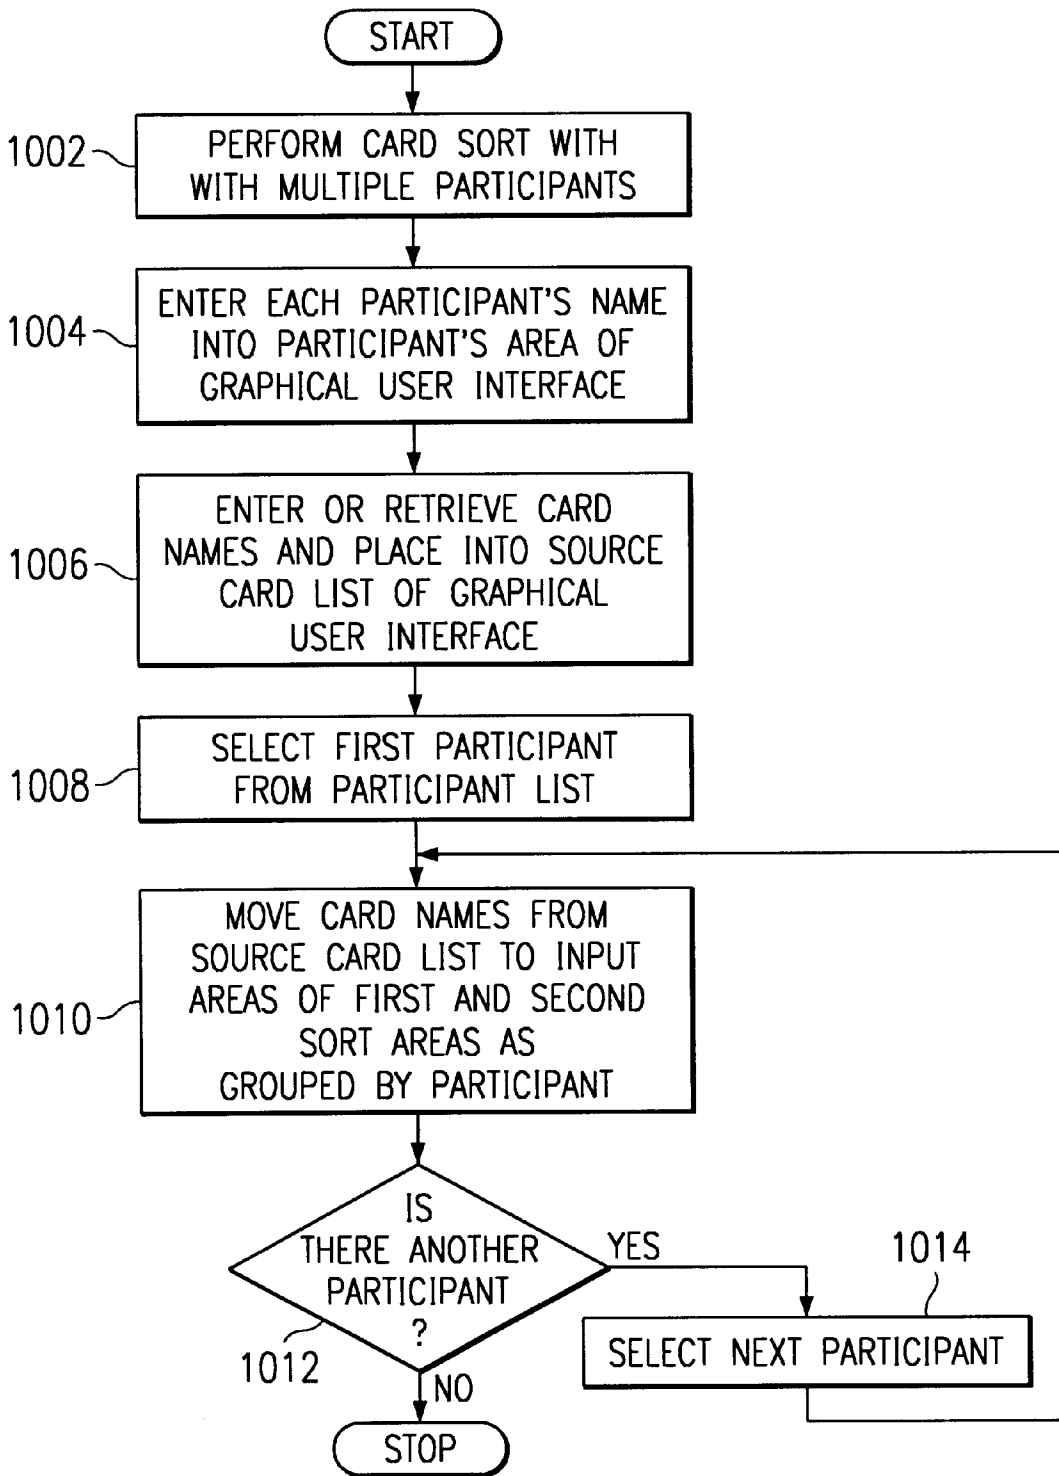 START
1002
PERFORM CARD SORT WITH
WITH MULTIPLE PARTICIPANTS
1004
ENTER EACH PARTICIPANT'S NAME
INTO PARTICIPANT'S AREA OF
GRAPHICAL USER INTERFACE
1006
ENTER OR RETRIEVE CARD
NAMES AND PLACE INTO SOURCE
CARD LIST OF GRAPHICAL
USER INTERFACE
1008
SELECT FIRST PARTICIPANT
FROM PARTICIPANT LIST
1010
MOVE CARD NAMES FROM
SOURCE CARD LIST TO INPUT
AREAS OF FIRST AND SECOND
SORT AREAS AS
GROUPED BY PARTICIPANT
IS
THERE ANOTHER
PARTICIPANT
?
1012
YES
1014
SELECT NEXT PARTICIPANT
NO
STOP